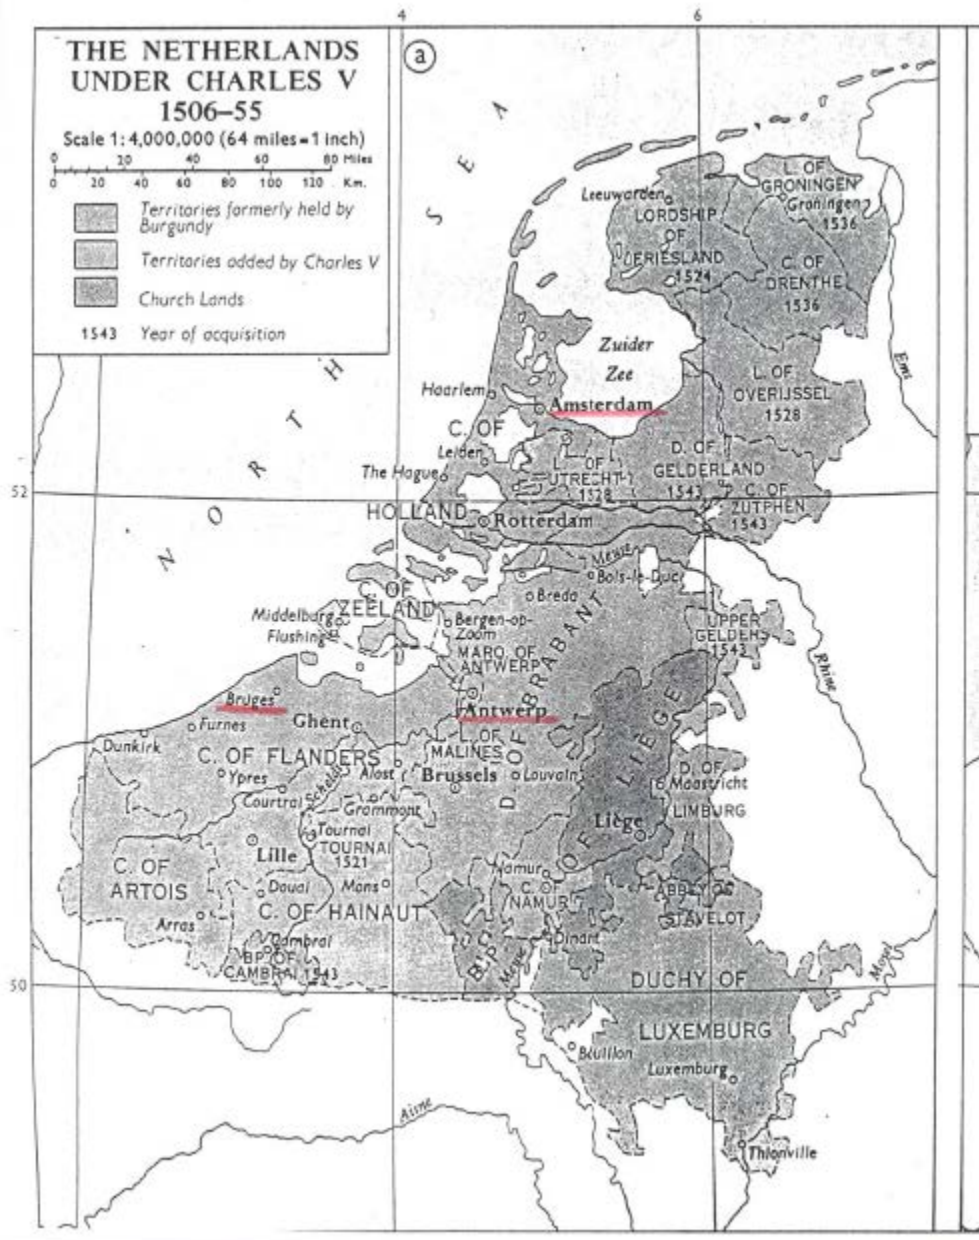 4
6
THE NETHERLANDS
UNDER CHARLES V
1506–55
Scale 1:4,000,000 (64 miles=1 inch)
0 20 40 60 80 Miles
0 20 40 60 80 100 120 Km.
Territories formerly held by
Burgundy
Territories added by Charles V
Church Lands
1543 Year of acquisition
a
NORTH SEA
L. OF
GRONINGEN
Groningen
1536
Leeuwarden
LORDSHIP
OF
FRIESLAND
1524
C. OF
DRENTHE
1536
Zuider
Zee
Ems
L. OF
OVERIJSSEL
1528
Haarlem
Amsterdam
C. OF
HOLLAND
Leiden
The Hague
L. OF
UTRECHT
1528
D. OF
GELDERLAND
1543
C. OF
ZUTPHEN
1543
52
Rotterdam
Meuse
Bois-le-Duc
Breda
C. OF
ZEELAND
Middelburg
Flushing
Bergen-op-
Zoom
MARQ. OF
ANTWERP
UPPER
GELDERS
1543
Rhine
D. OF BRABANT
Bruges
Ghent
Antwerp
Furnes
Dunkirk
C. OF FLANDERS
L. OF
MALINES
Ypres
Scheldt
Alost
Brussels
Louvain
Courtrai
Grammont
BP. OF LIEGE
D. OF
LIMBURG
Maastricht
Liège
Tournai
TOURNAI
1521
Lille
C. OF
ARTOIS
Douai
Mons
C. OF HAINAUT
Namur
C. OF
NAMUR
ABBEY OF
STAVELOT
Arras
Cambrai
BP. OF
CAMBRAI 1543
Dinant
Meuse
50
DUCHY OF
LUXEMBURG
Mosel
Bouillon
Luxemburg
Aisne
Thionville